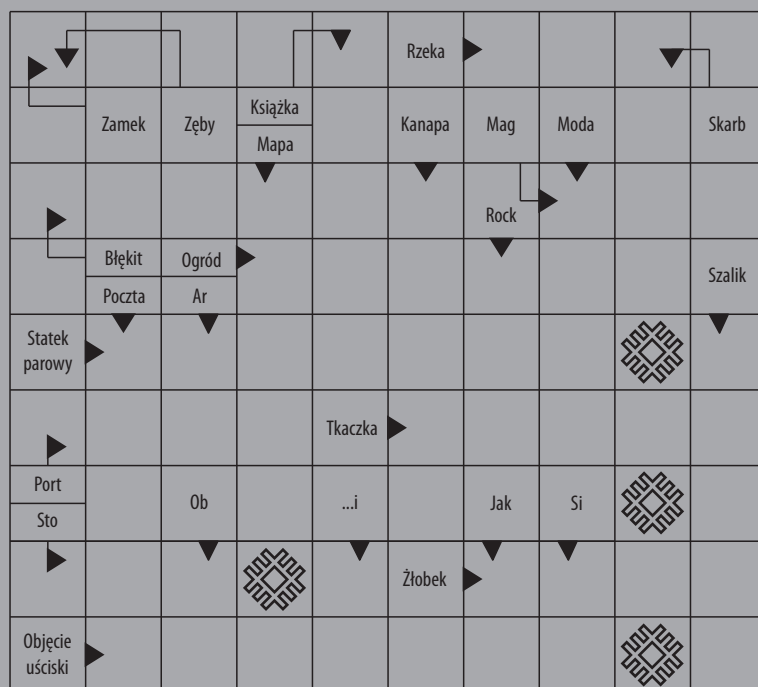 Rzeka
Zamek
Zęby
Książka
Mapa
Kanapa
Mag
Moda
Skarb
Rock
Błękit
Poczta
Ogród
Ar
Szalik
Statek
parowy
Tkaczka
Port
Sto
Ob
...i
Jak
Si
Żłobek
Objęcie
uściski